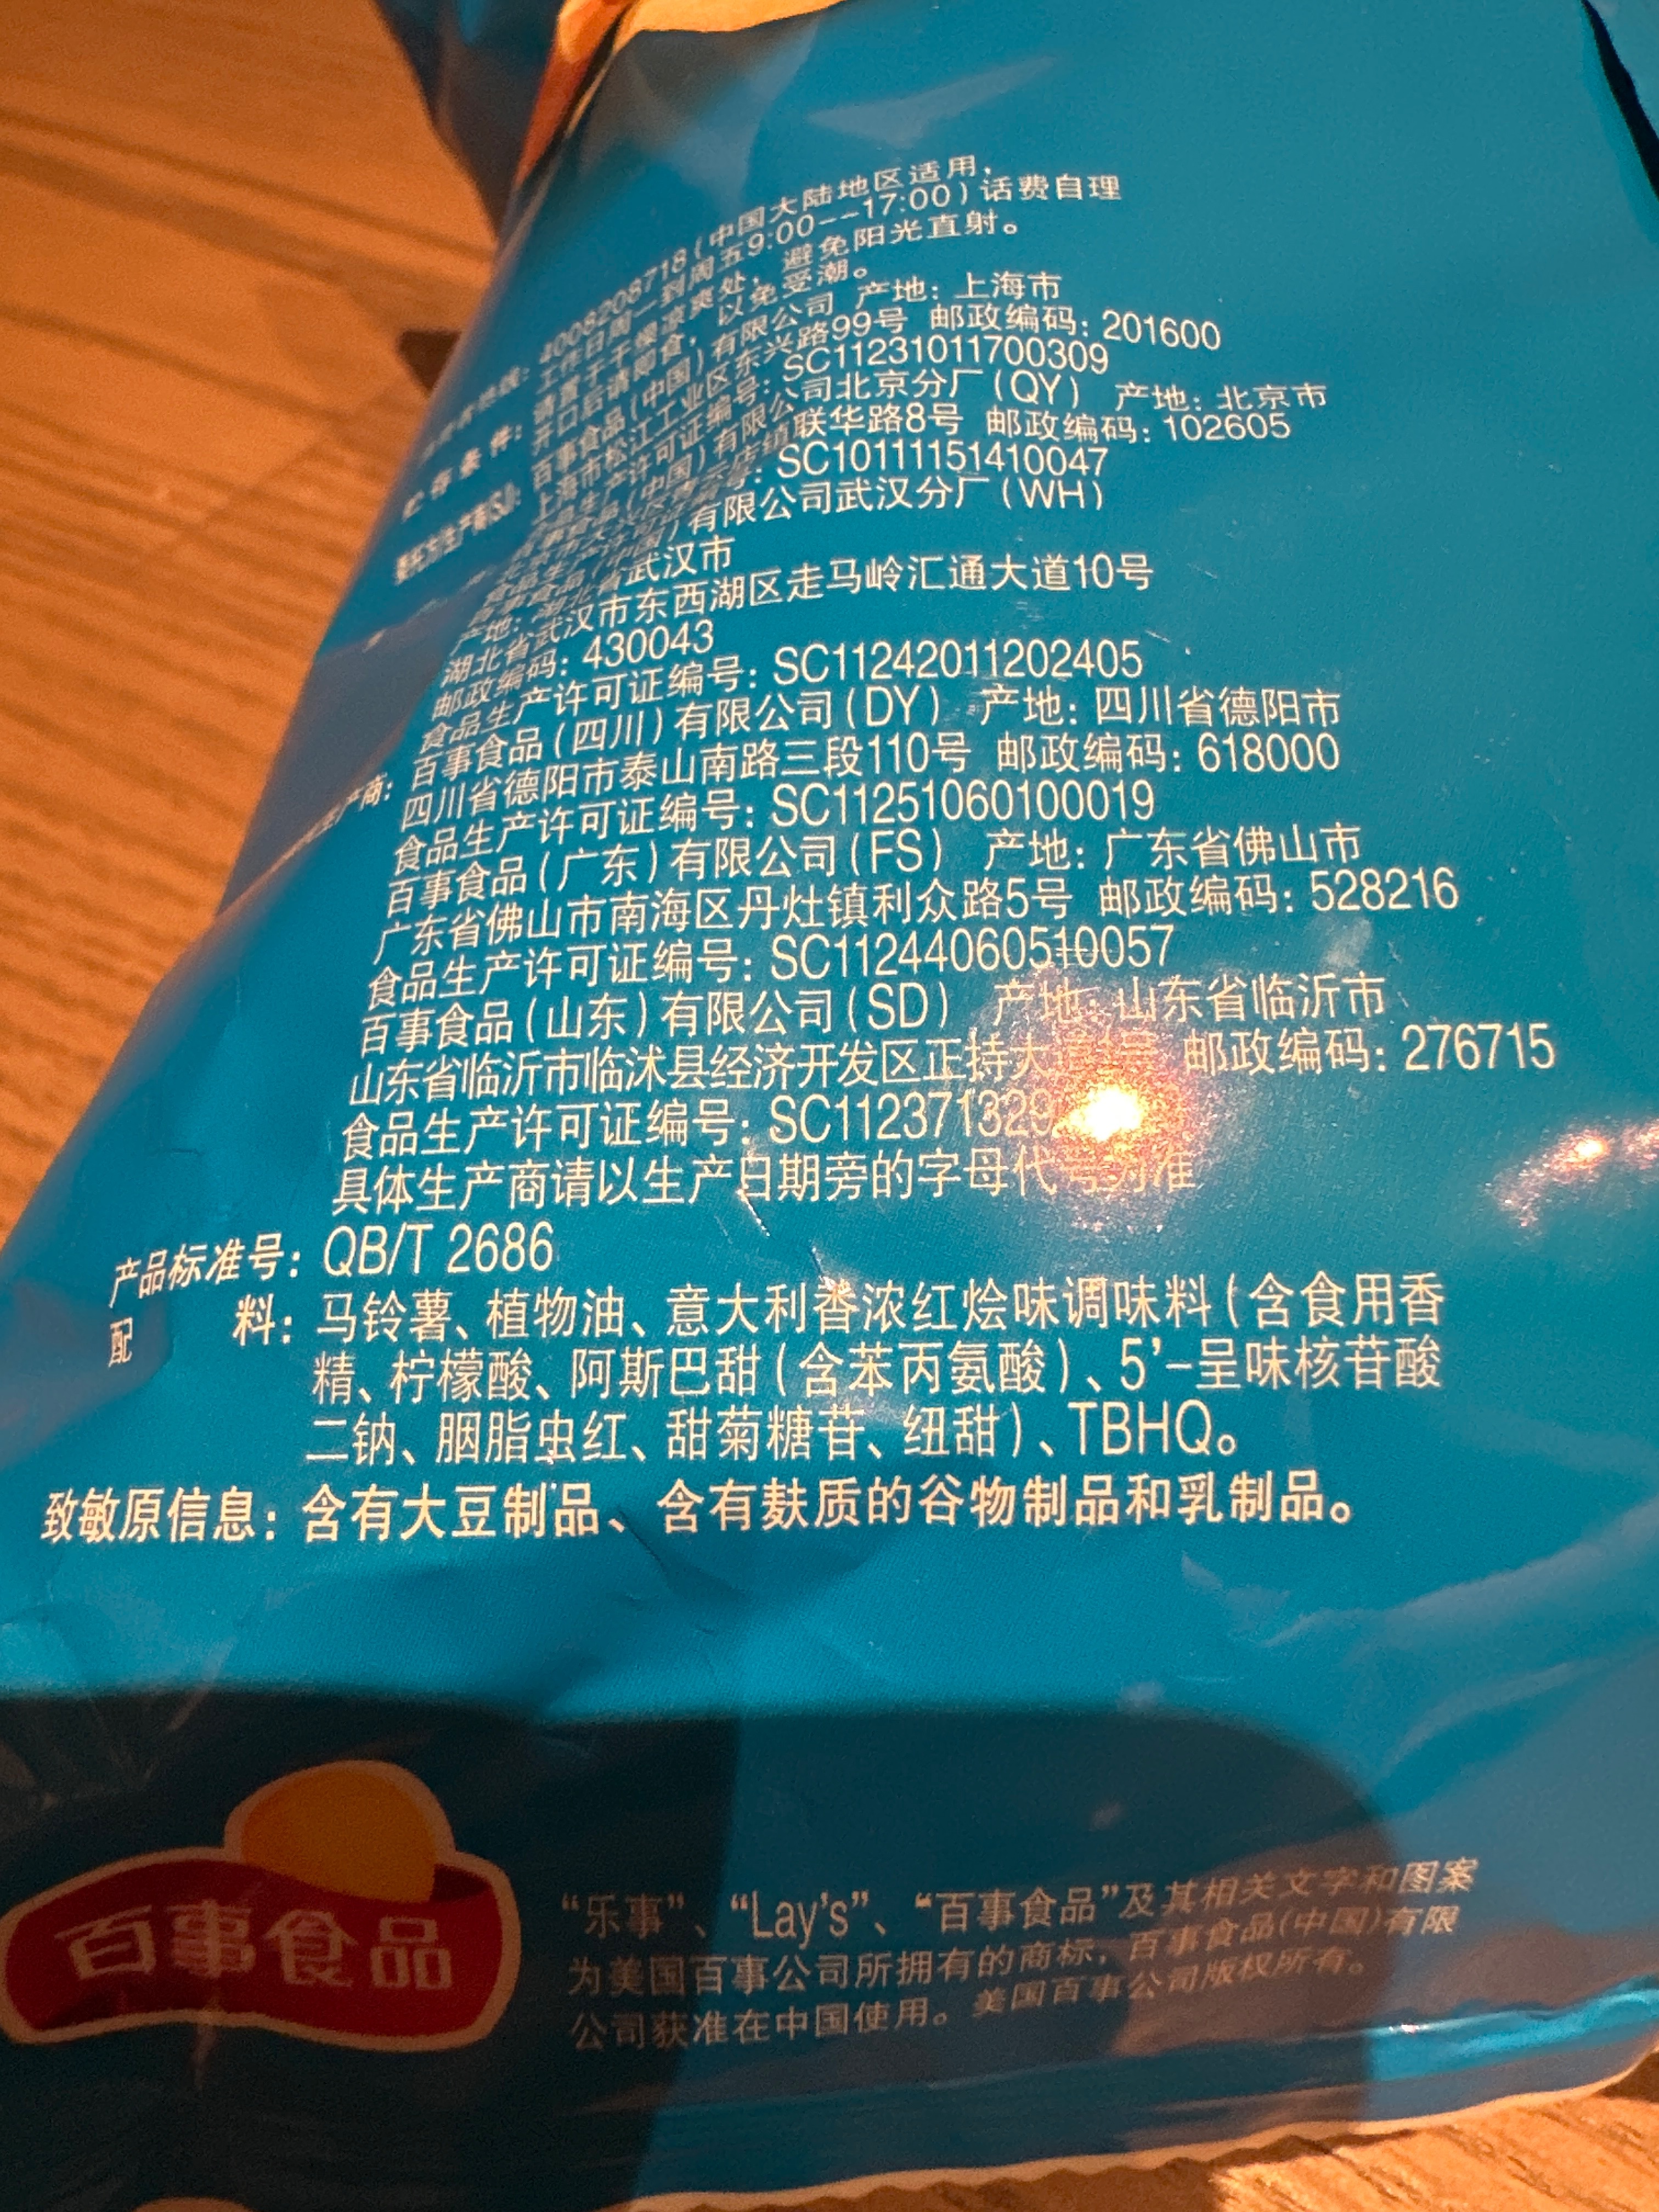 4008208718(中国大陆地区适用，
工作日周一到周五9:00--17:00)话费自理
贮存条件：请置于干燥凉爽处，避免阳光直射。
开口后请即食，以免受潮。
百事食品(中国)有限公司 产地：上海市
上海市松江工业区东兴路99号 邮政编码：201600
食品生产许可证编号：SC11231011700309
百事食品(中国)有限公司北京分厂(QY) 产地：北京市
联华路8号 邮政编码：102605
SC10111151410047
有限公司武汉分厂(WH)
产地：湖北省武汉市
湖北省武汉市东西湖区走马岭汇通大道10号
邮政编码：430043
食品生产许可证编号：SC11242011202405
生产商：百事食品(四川)有限公司(DY) 产地：四川省德阳市
四川省德阳市泰山南路三段110号 邮政编码：618000
食品生产许可证编号：SC11251060100019
百事食品(广东)有限公司(FS) 产地：广东省佛山市
广东省佛山市南海区丹灶镇利众路5号 邮政编码：528216
食品生产许可证编号：SC11244060510057
百事食品(山东)有限公司(SD) 产地：山东省临沂市
山东省临沂市临沭县经济开发区正持大道1号 邮政编码：276715
食品生产许可证编号：SC112371329
具体生产商请以生产日期旁的字母代号为准
产品标准号：QB/T 2686
配 料：马铃薯、植物油、意大利香浓红烩味调味料(含食用香
精、柠檬酸、阿斯巴甜(含苯丙氨酸)、5'-呈味核苷酸
二钠、胭脂虫红、甜菊糖苷、纽甜)、TBHQ。
致敏原信息：含有大豆制品、含有麸质的谷物制品和乳制品。
百事食品
“乐事”、“Lay's”、“百事食品”及其相关文字和图案
为美国百事公司所拥有的商标，百事食品(中国)有限
公司获准在中国使用。美国百事公司版权所有。